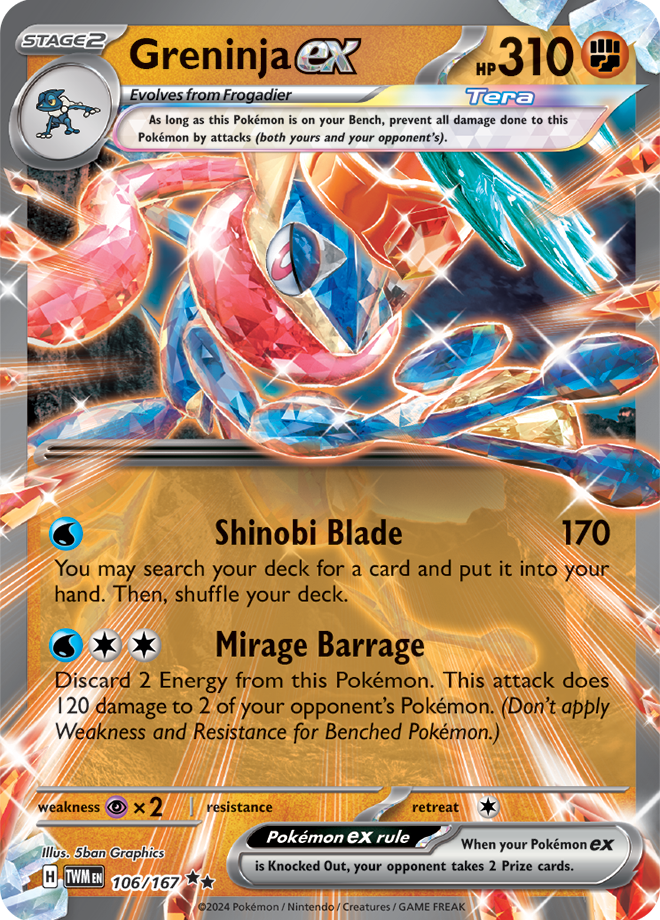 STAGE2
Greninja ex
HP 310
Evolves from Frogadier
Tera
As long as this Pokémon is on your Bench, prevent all damage done to this
Pokémon by attacks (both yours and your opponent's).
Shinobi Blade 170
You may search your deck for a card and put it into your
hand. Then, shuffle your deck.
Mirage Barrage
Discard 2 Energy from this Pokémon. This attack does
120 damage to 2 of your opponent's Pokémon. (Don't apply
Weakness and Resistance for Benched Pokémon.)
weakness ×2 resistance retreat
Illus. 5ban Graphics
Pokémon ex rule
When your Pokémon ex
is Knocked Out, your opponent takes 2 Prize cards.
H TWM EN 106/167
©2024 Pokémon / Nintendo / Creatures / GAME FREAK